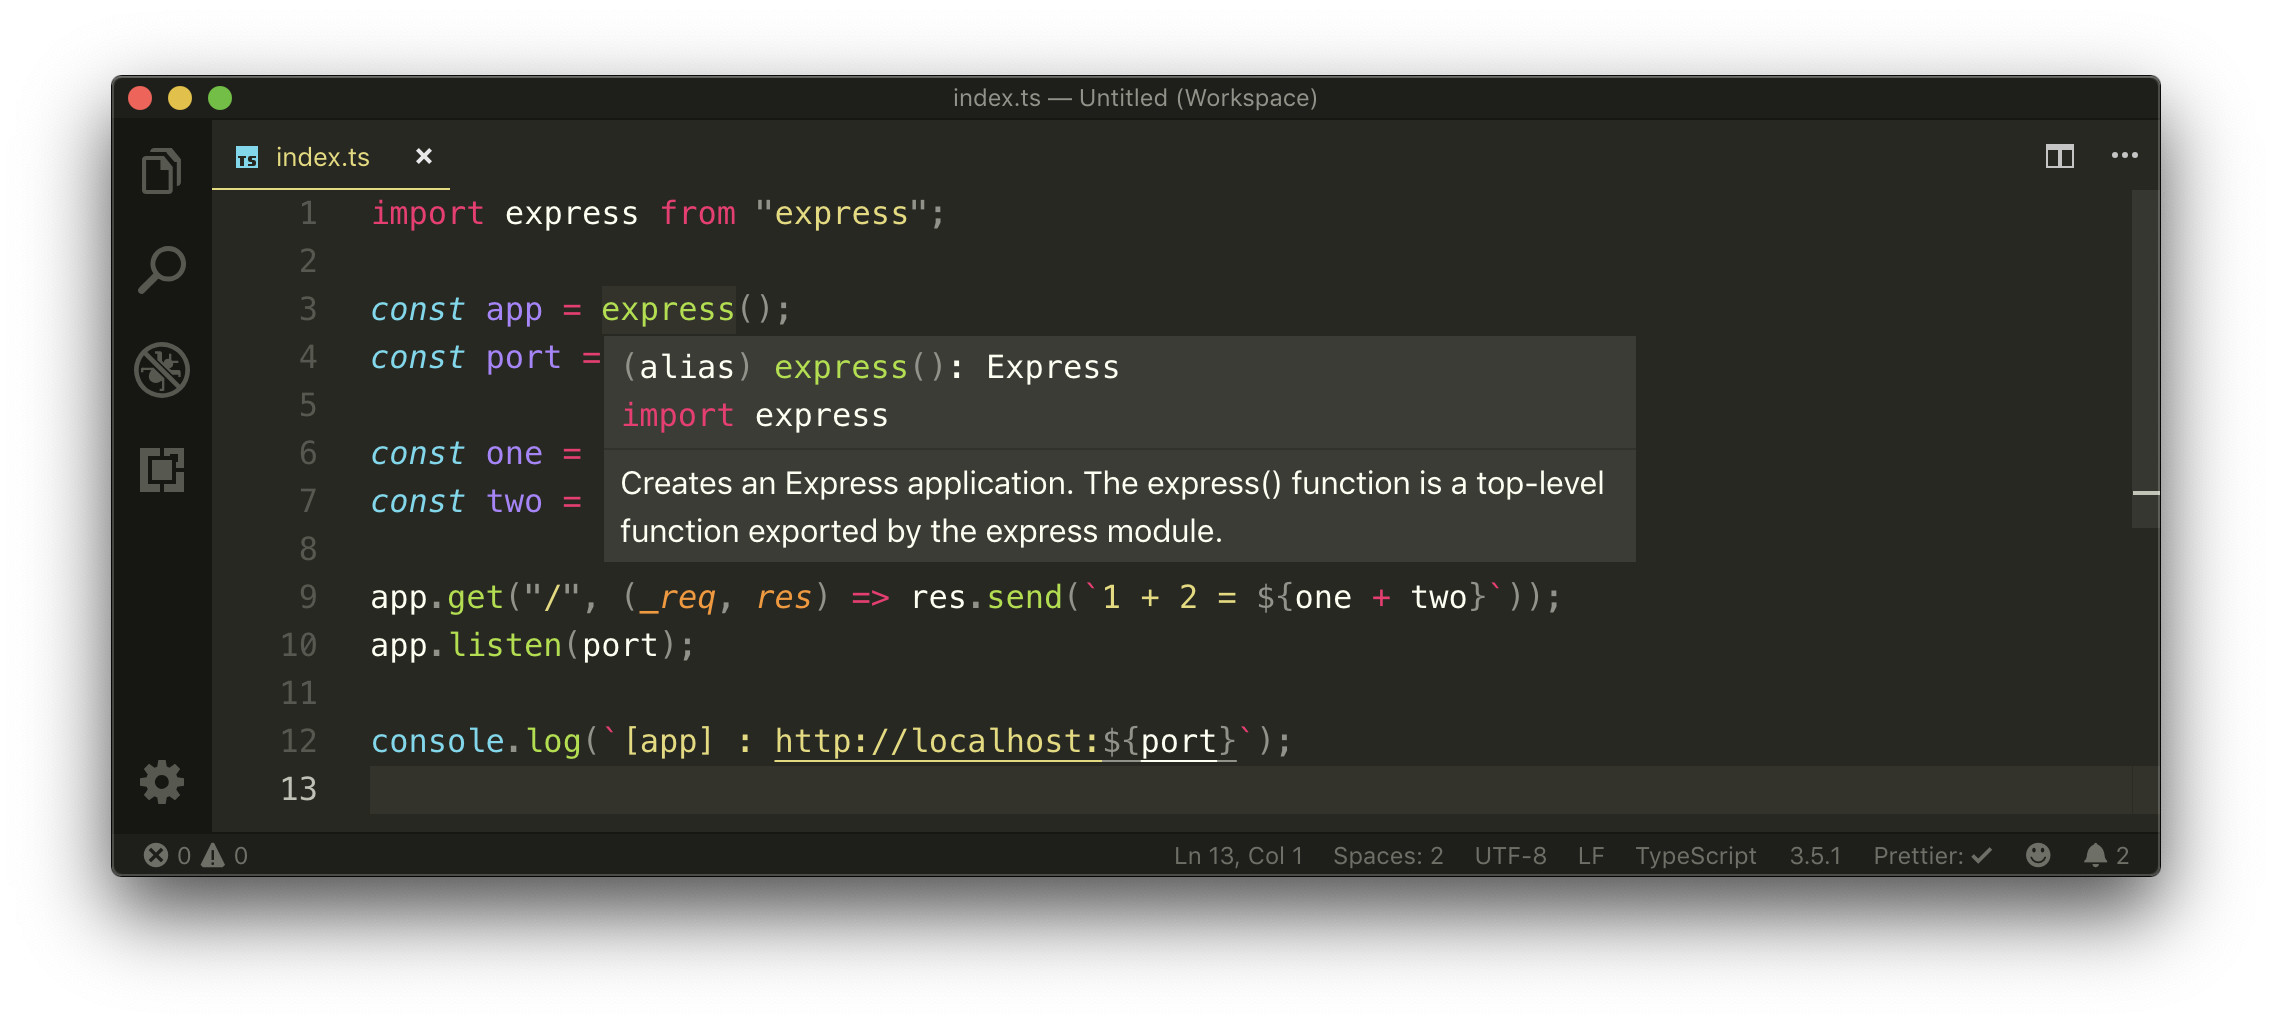 index.ts — Untitled (Workspace)
TS index.ts
1 import express from "express";
2
3 const app = express();
4 const port =
(alias) express(): Express
import express
Creates an Express application. The express() function is a top-level
function exported by the express module.
5
6 const one =
7 const two =
8
9 app.get("/", (_req, res) => res.send(`1 + 2 = ${one + two}`));
10 app.listen(port);
11
12 console.log(`[app] : http://localhost:${port}`);
13
0 0 Ln 13, Col 1 Spaces: 2 UTF-8 LF TypeScript 3.5.1 Prettier: ✓ 2